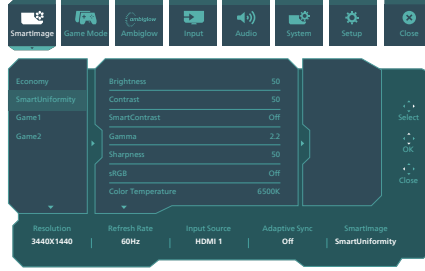 SmartImage
Game Mode
ambiglow
Ambiglow
Input
Audio
System
Setup
Close
Economy
SmartUniformity
Game1
Game2
Brightness 50
Contrast 50
SmartContrast Off
Gamma 2.2
Sharpness 50
sRGB Off
Color Temperature 6500K
Select
OK
Close
Resolution Refresh Rate Input Source Adaptive Sync SmartImage
3440X1440 | 60Hz | HDMI 1 | Off | SmartUniformity